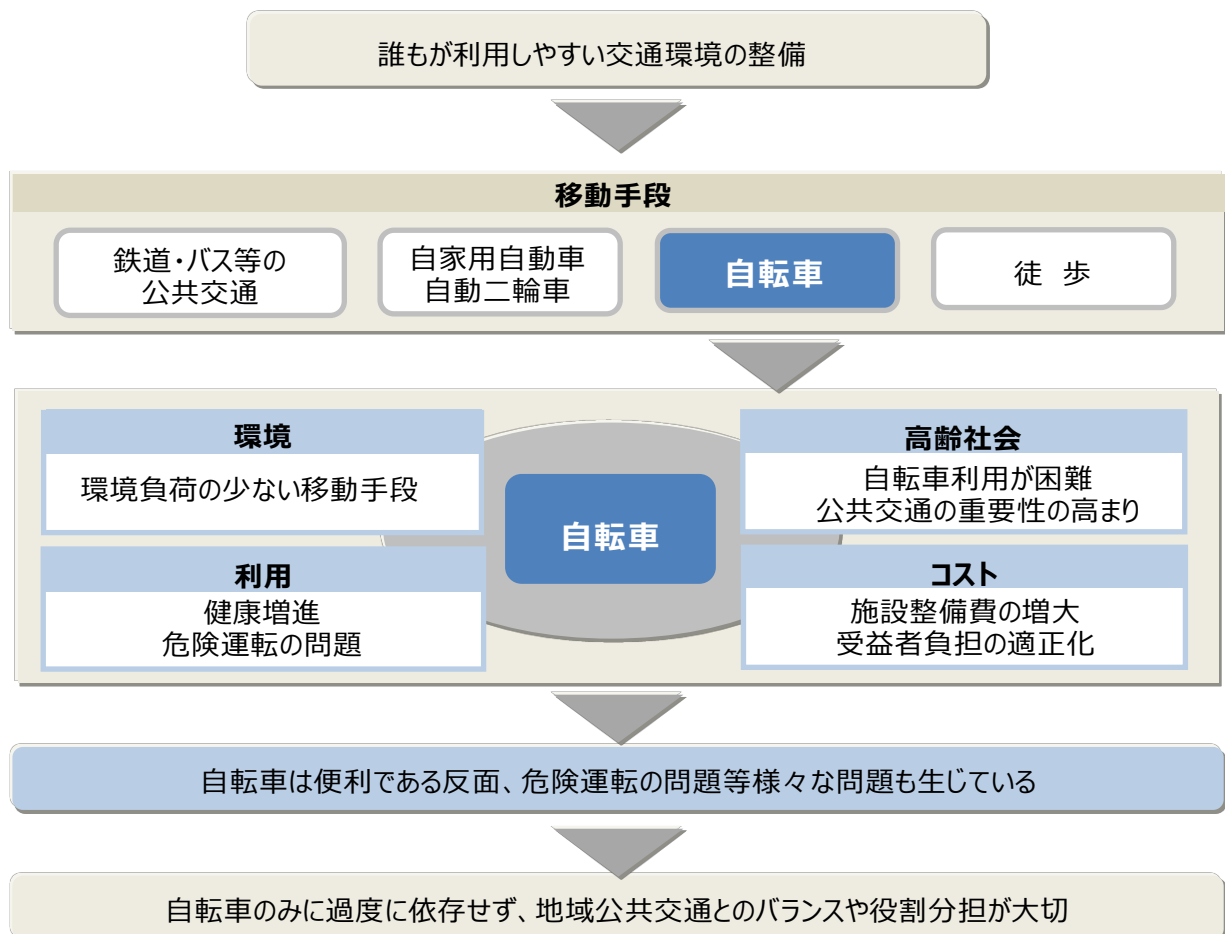 誰もが利用しやすい交通環境の整備
移動手段
鉄道・バス等の
公共交通
自家用自動車
自動二輪車
自転車
徒 歩
環境
環境負荷の少ない移動手段
高齢社会
自転車利用が困難
公共交通の重要性の高まり
自転車
利用
健康増進
危険運転の問題
コスト
施設整備費の増大
受益者負担の適正化
自転車は便利である反面、危険運転の問題等様々な問題も生じている
自転車のみに過度に依存せず、地域公共交通とのバランスや役割分担が大切